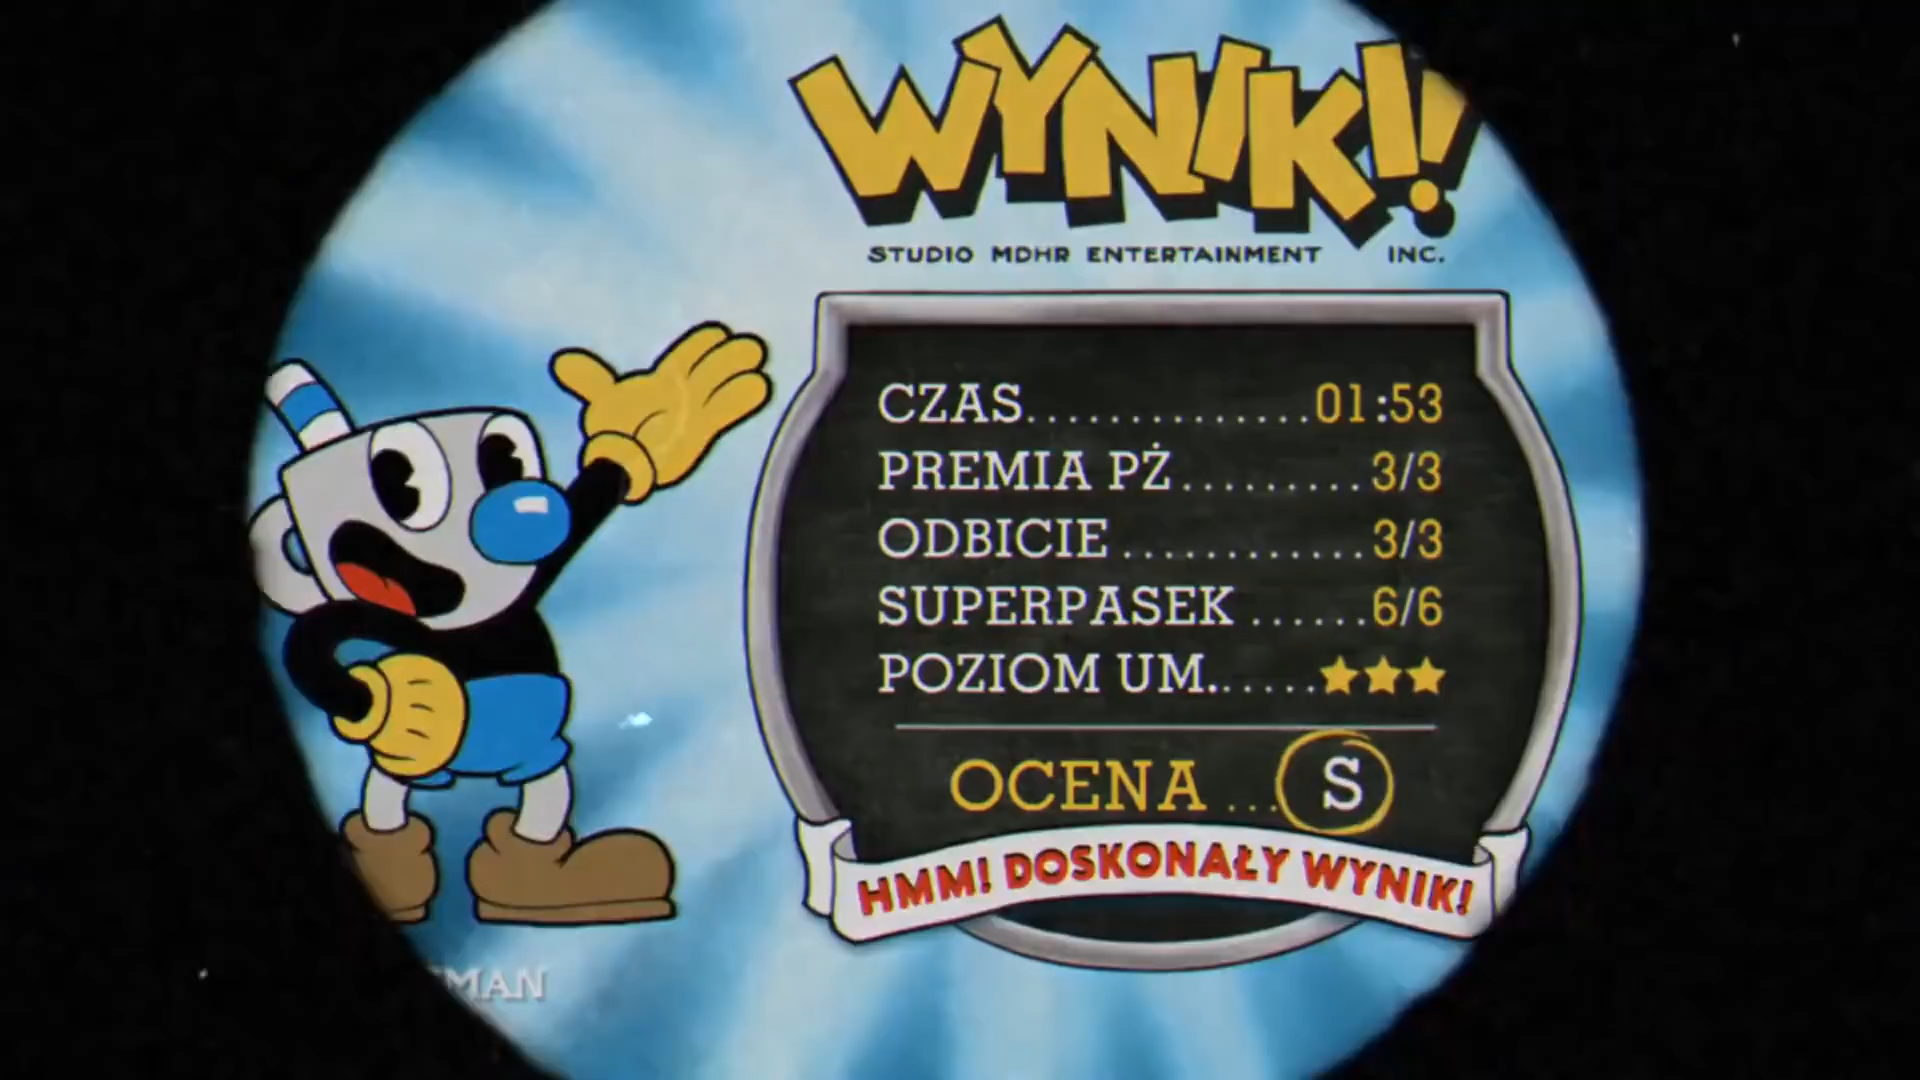 WYNIK!!
STUDIO MDHR ENTERTAINMENT INC.
CZAS..............01:53
PREMIA PŻ.........3/3
ODBICIE............3/3
SUPERPASEK......6/6
POZIOM UM......★★★
OCENA...S
HMM! DOSKONAŁY WYNIK!